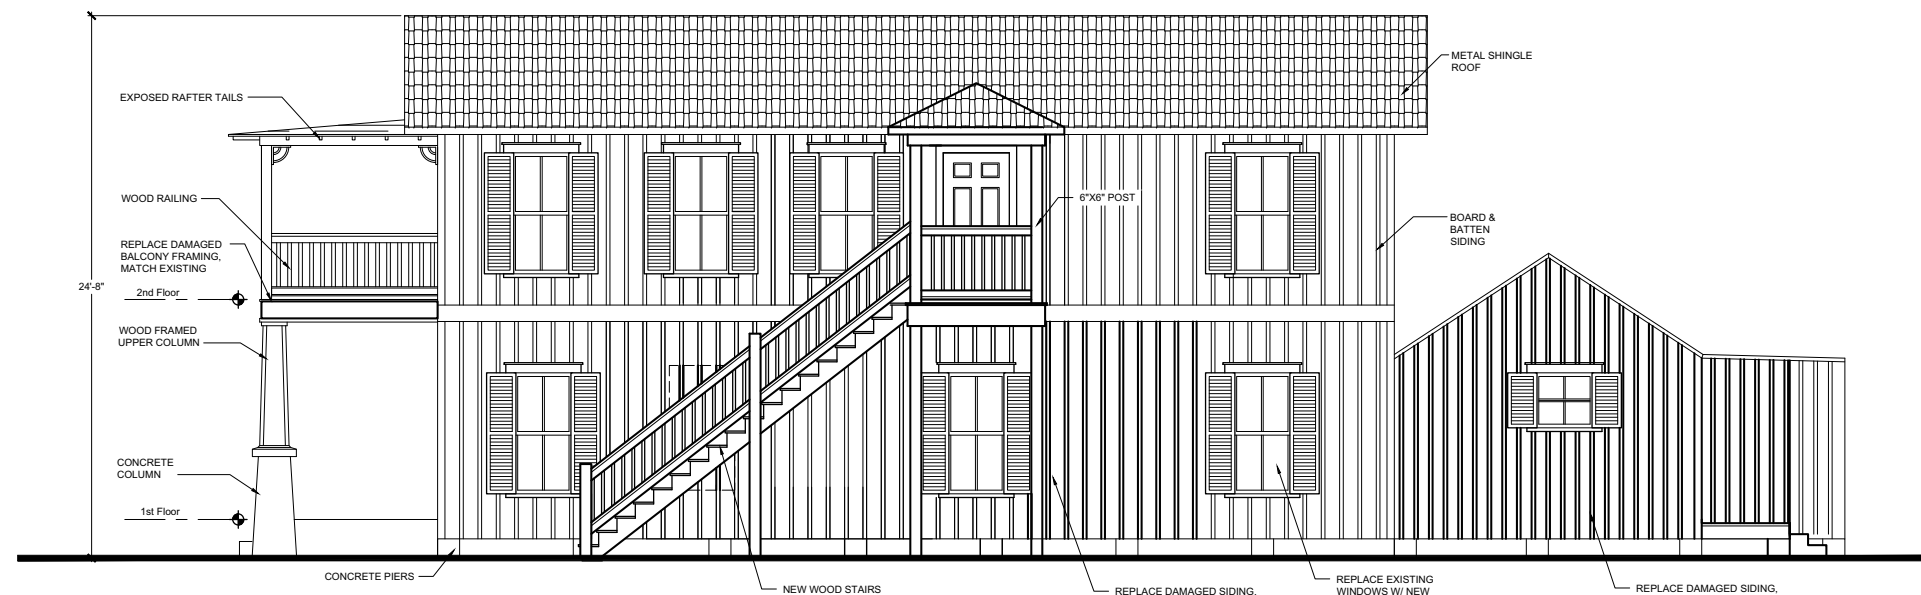 METAL SHINGLE
ROOF
EXPOSED RAFTER TAILS
WOOD RAILING
6"X6" POST
BOARD &
BATTEN
SIDING
REPLACE DAMAGED
BALCONY FRAMING,
MATCH EXISTING
24'-8"
2nd Floor
WOOD FRAMED
UPPER COLUMN
CONCRETE
COLUMN
1st Floor
CONCRETE PIERS
NEW WOOD STAIRS
REPLACE DAMAGED SIDING,
REPLACE EXISTING
WINDOWS W/ NEW
REPLACE DAMAGED SIDING,